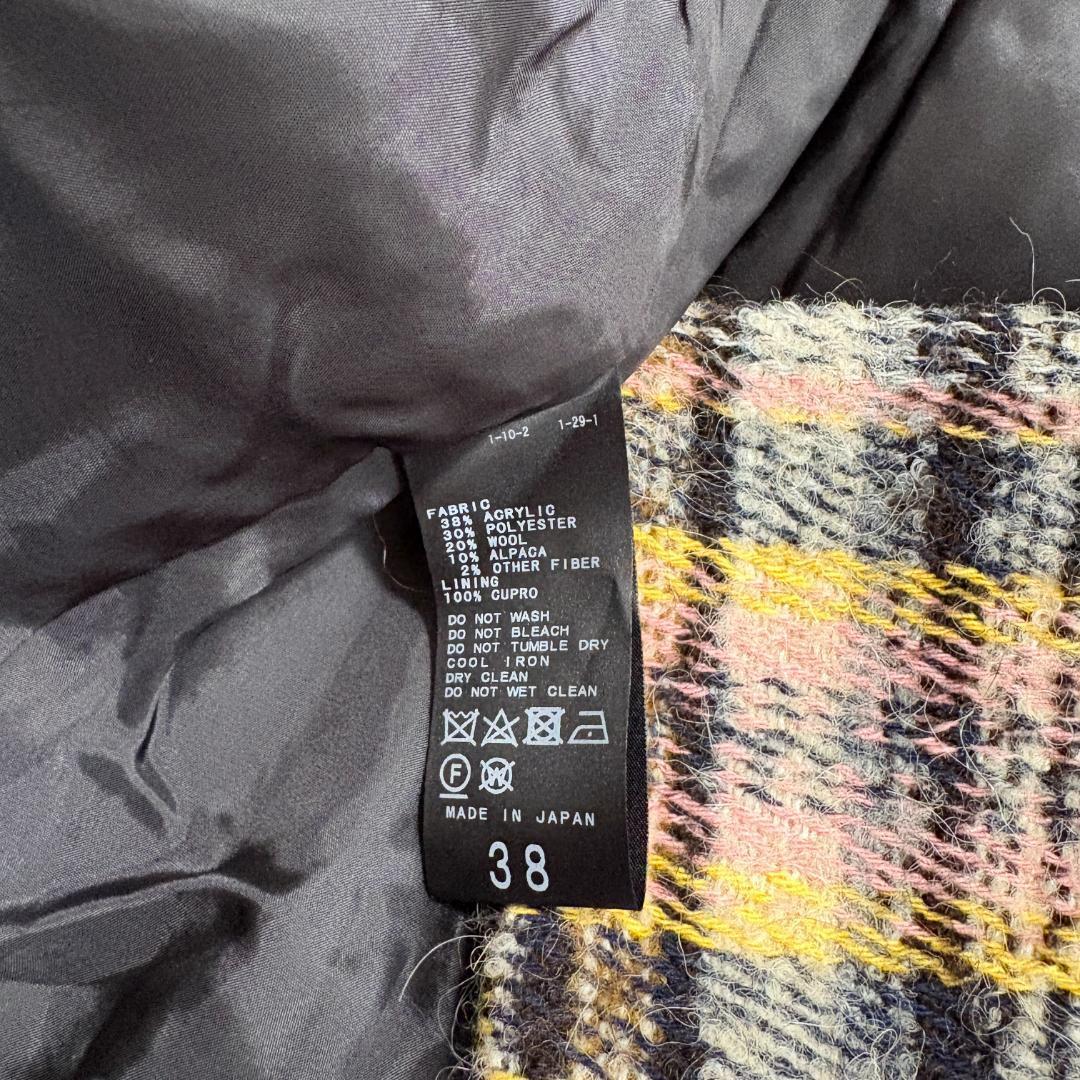 1-10-2 1-29-1
FABRIC
38% ACRYLIC
30% POLYESTER
20% WOOL
10% ALPACA
2% OTHER FIBER
LINING
100% CUPRO
DO NOT WASH
DO NOT BLEACH
DO NOT TUMBLE DRY
COOL IRON
DRY CLEAN
DO NOT WET CLEAN
F W
MADE IN JAPAN
38